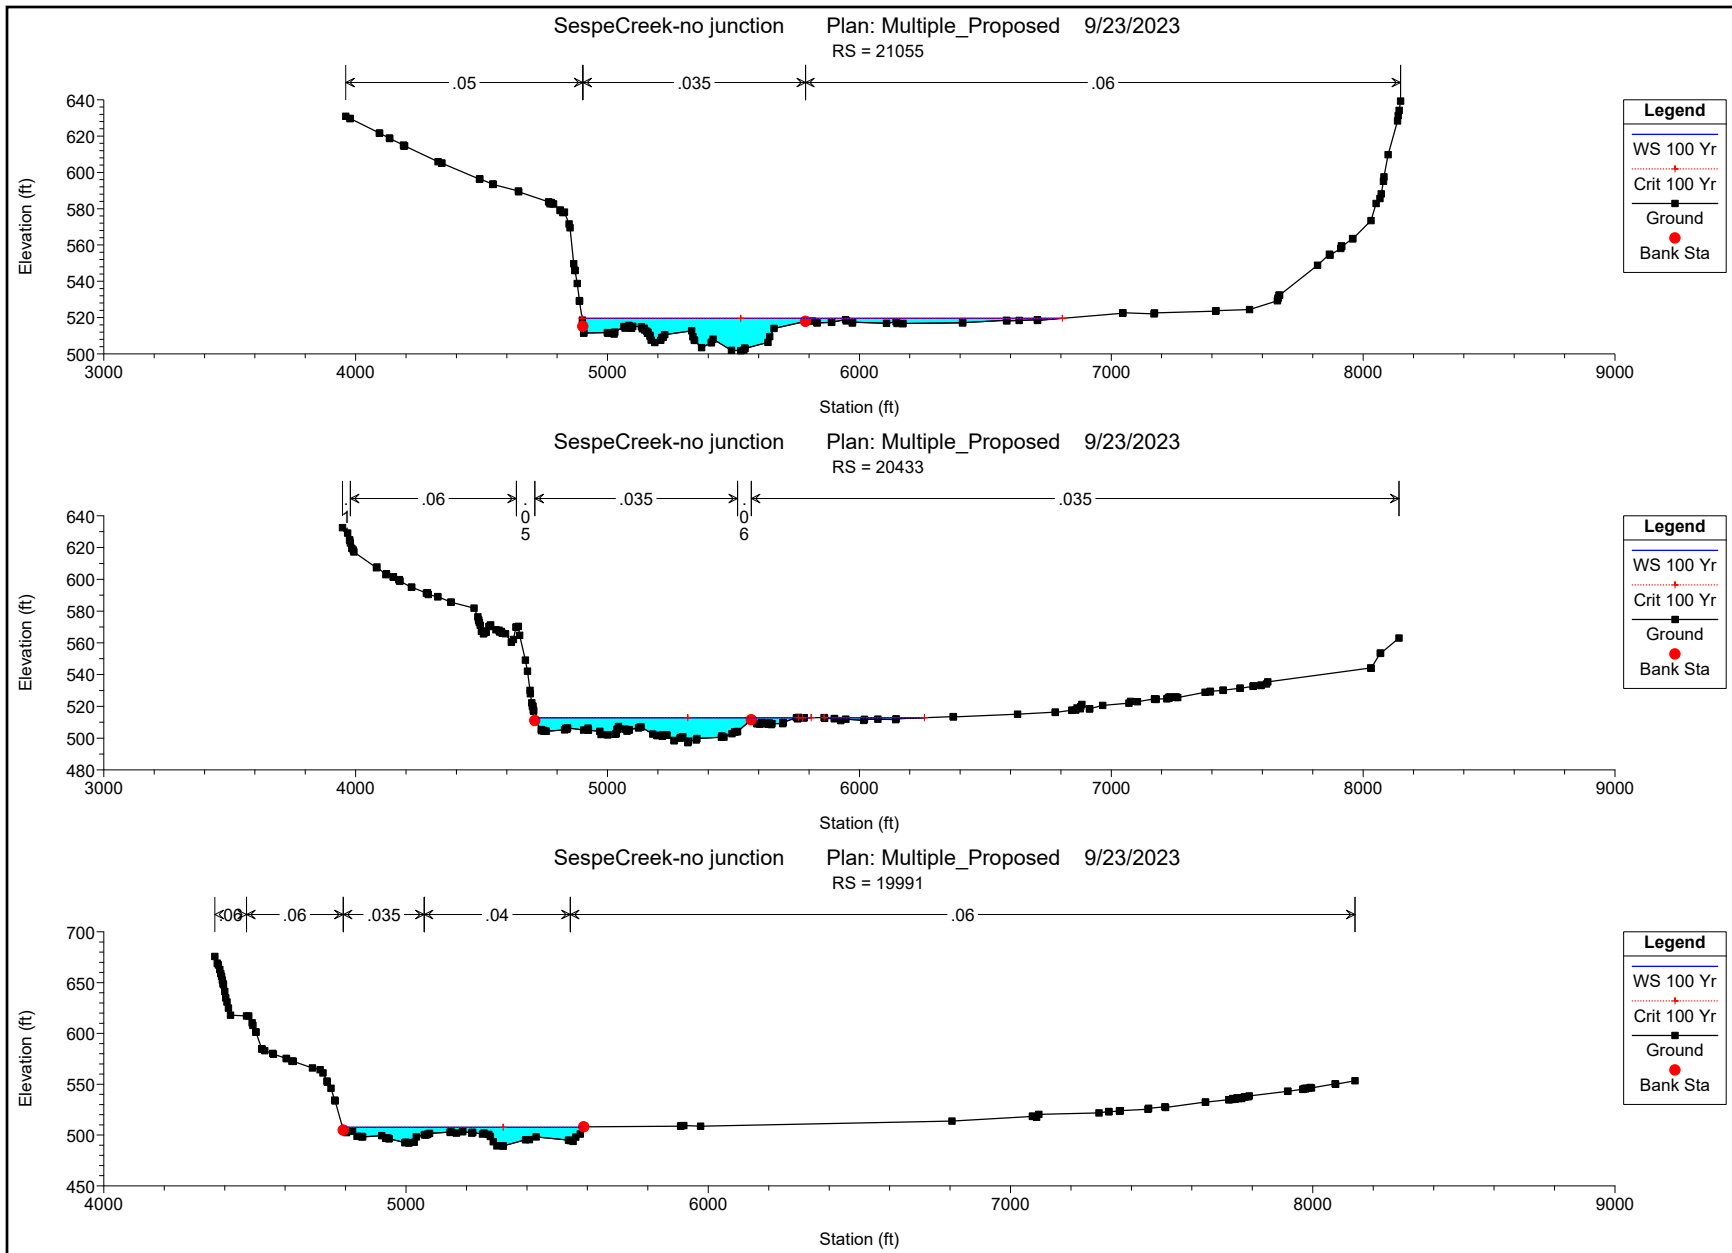 SespeCreek-no junction Plan: Multiple_Proposed 9/23/2023
RS = 21055
.05 .035 .06
640
620
600
580
560
540
520
500
Elevation (ft)
3000 4000 5000 6000 7000 8000 9000
Station (ft)
Legend
WS 100 Yr
Crit 100 Yr
Ground
Bank Sta
SespeCreek-no junction Plan: Multiple_Proposed 9/23/2023
RS = 20433
.1 .06 .05 .035 .06 .035
640
620
600
580
560
540
520
500
480
Elevation (ft)
3000 4000 5000 6000 7000 8000 9000
Station (ft)
Legend
WS 100 Yr
Crit 100 Yr
Ground
Bank Sta
SespeCreek-no junction Plan: Multiple_Proposed 9/23/2023
RS = 19991
.06 .035 .04 .06
700
650
600
550
500
450
Elevation (ft)
4000 5000 6000 7000 8000 9000
Station (ft)
Legend
WS 100 Yr
Crit 100 Yr
Ground
Bank Sta